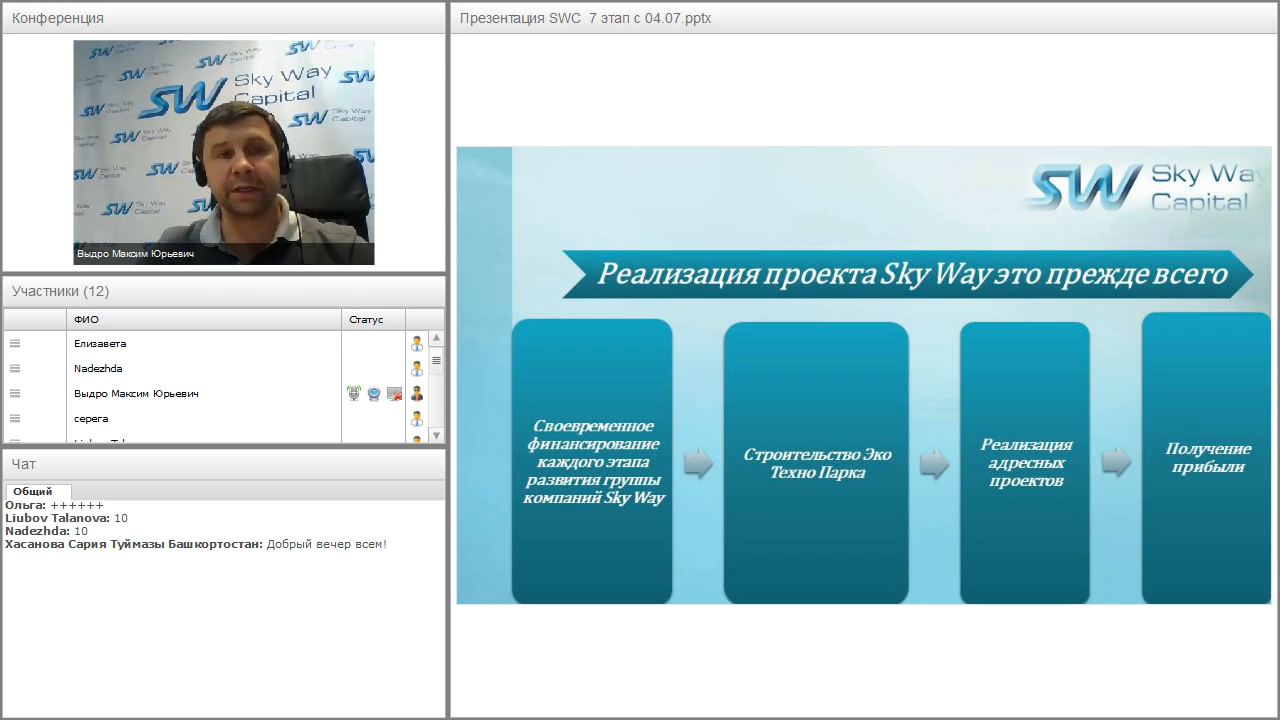 Конференция
SW Sky Way
Capital
Выдро Максим Юрьевич
Участники (12)
ФИО
Статус
Елизавета
Nadezhda
Выдро Максим Юрьевич
серега
Чат
Общий
Ольга: ++++++
Liubov Talanova: 10
Nadezhda: 10
Хасанова Сария Туймазы Башкортостан: Добрый вечер всем!
Презентация SWC 7 этап с 04.07.pptx
SW Sky Way
Capital
Реализация проекта Sky Way это прежде всего
Своевременное
финансирование
каждого этапа
развития группы
компаний Sky Way
Строительство Эко
Техно Парка
Реализация
адресных
проектов
Получение
прибыли